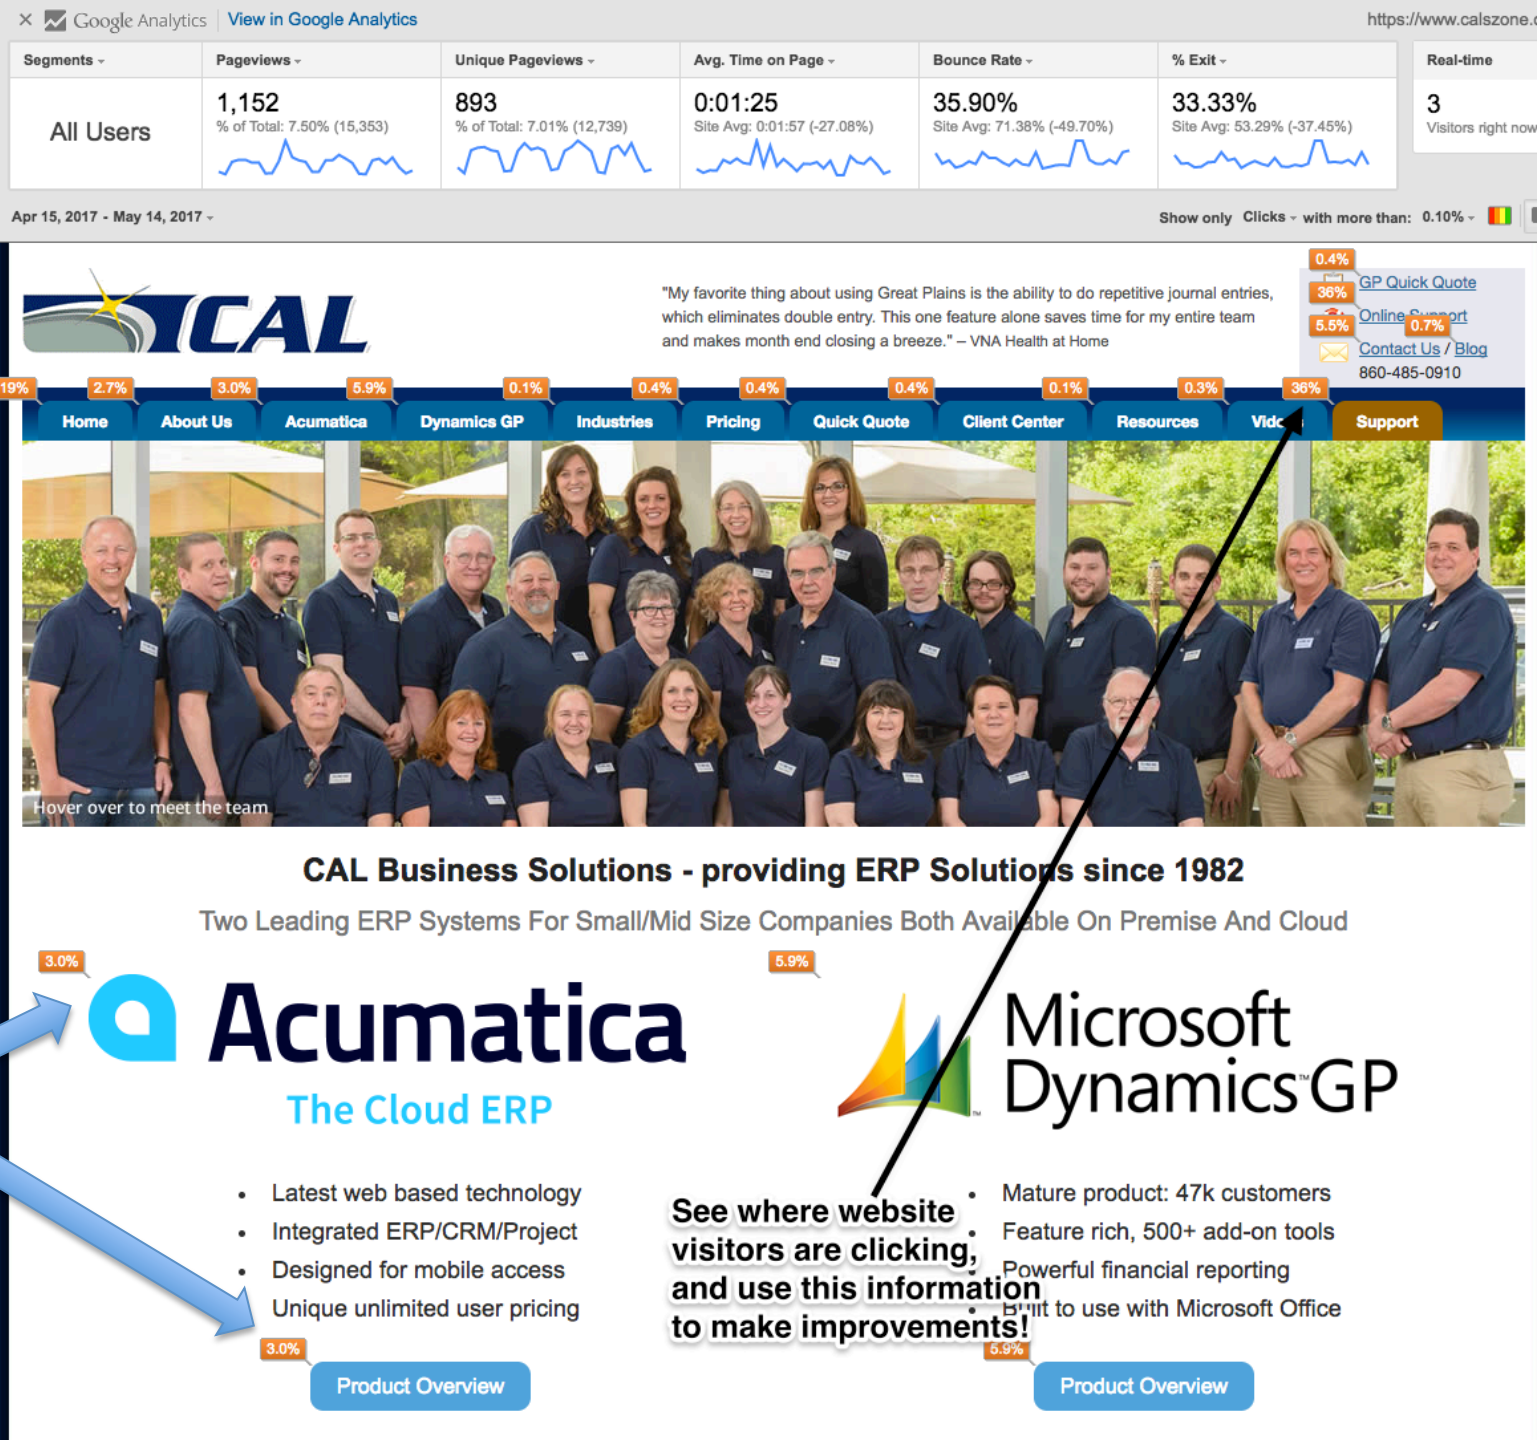 Google Analytics View in Google Analytics https://www.calszone.c
Segments Pageviews Unique Pageviews Avg. Time on Page Bounce Rate % Exit Real-time
All Users
1,152
% of Total: 7.50% (15,353)
893
% of Total: 7.01% (12,739)
0:01:25
Site Avg: 0:01:57 (-27.08%)
35.90%
Site Avg: 71.38% (-49.70%)
33.33%
Site Avg: 53.29% (-37.45%)
3
Visitors right now
Apr 15, 2017 - May 14, 2017 Show only Clicks with more than: 0.10%
CAL
"My favorite thing about using Great Plains is the ability to do repetitive journal entries,
which eliminates double entry. This one feature alone saves time for my entire team
and makes month end closing a breeze." – VNA Health at Home
0.4%
GP Quick Quote
36%
Online Support
5.5% 0.7%
Contact Us / Blog
860-485-0910
19% 2.7% 3.0% 5.9% 0.1% 0.4% 0.4% 0.4% 0.1% 0.3% 36%
Home About Us Acumatica Dynamics GP Industries Pricing Quick Quote Client Center Resources Videos Support
Hover over to meet the team
CAL Business Solutions - providing ERP Solutions since 1982
Two Leading ERP Systems For Small/Mid Size Companies Both Available On Premise And Cloud
3.0%
Acumatica
The Cloud ERP
• Latest web based technology
• Integrated ERP/CRM/Project
• Designed for mobile access
Unique unlimited user pricing
3.0%
Product Overview
5.9%
Microsoft
Dynamics™GP
• Mature product: 47k customers
• Feature rich, 500+ add-on tools
Powerful financial reporting
• Built to use with Microsoft Office
5.9%
Product Overview
See where website
visitors are clicking,
and use this information
to make improvements!